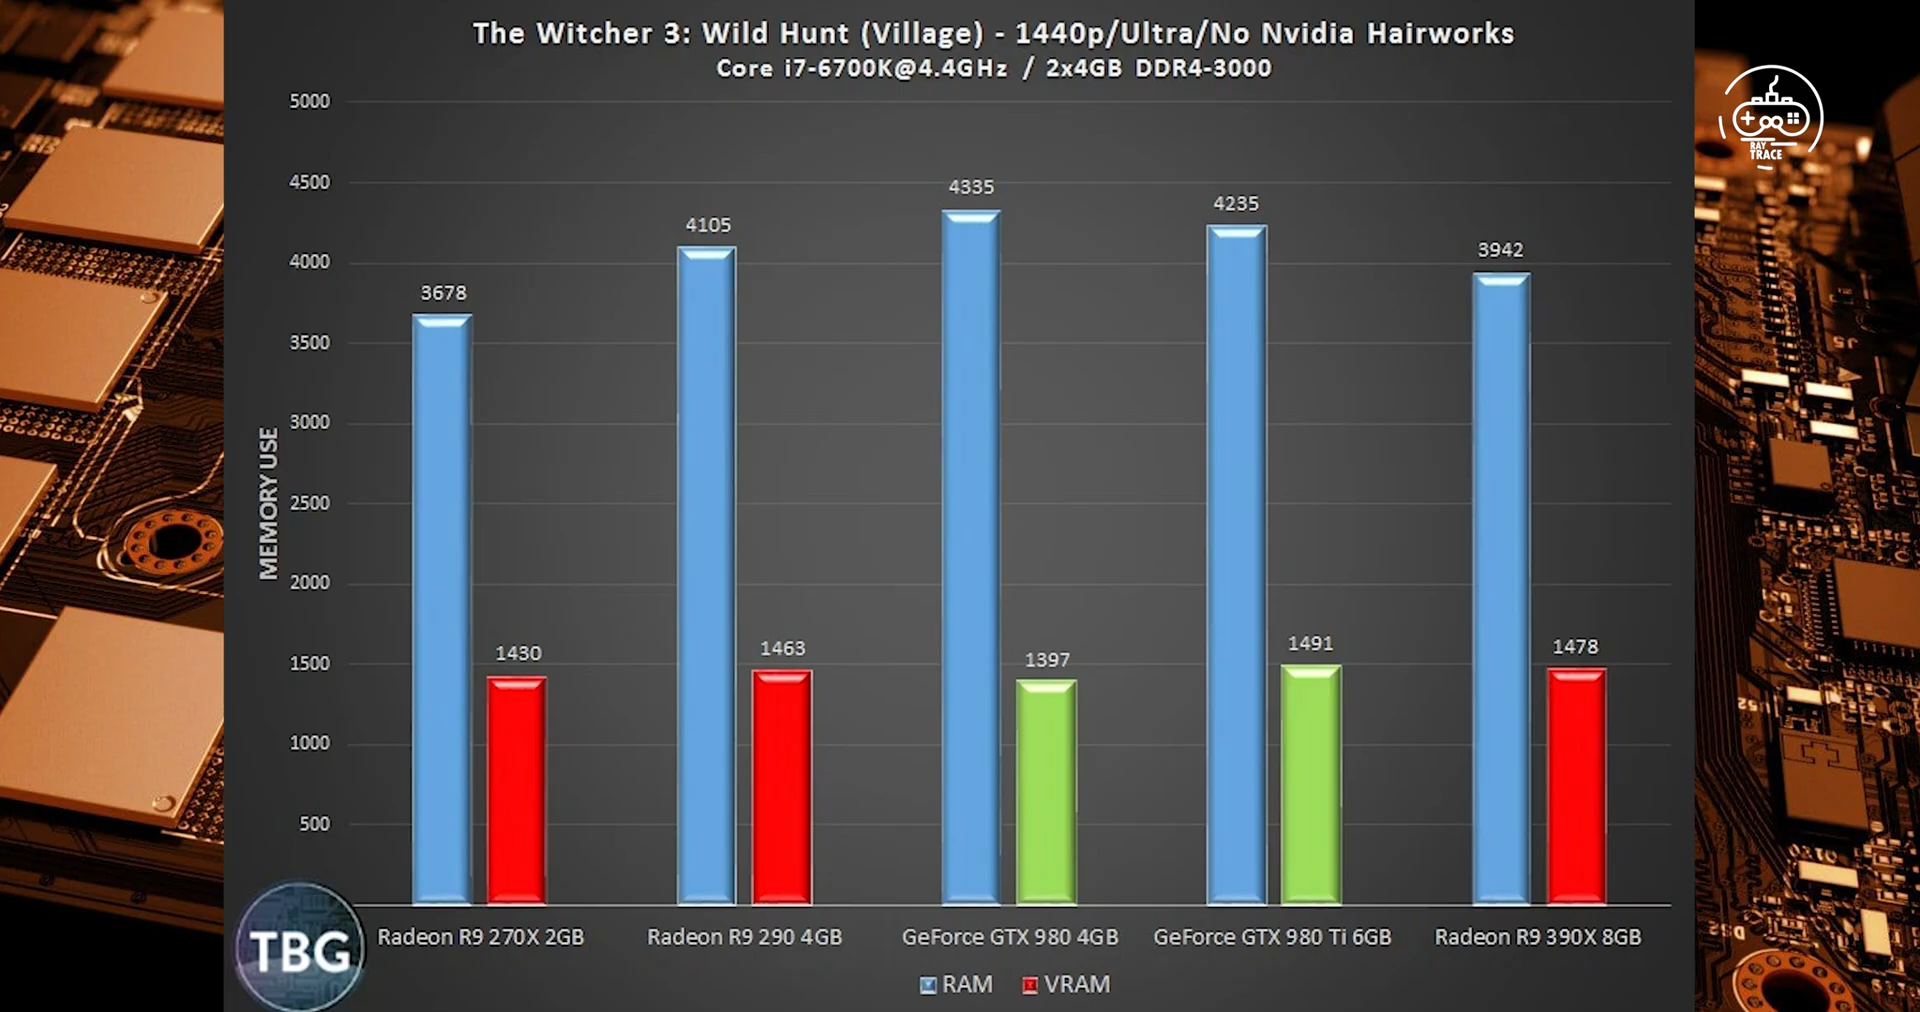 The Witcher 3: Wild Hunt (Village) - 1440p/Ultra/No Nvidia Hairworks
Core i7-6700K@4.4GHz / 2x4GB DDR4-3000
RAY
TRACE
5000
4500
4000
3500
3000
2500
2000
1500
1000
500
MEMORY USE
3678
1430
4105
1463
4335
1397
4235
1491
3942
1478
Radeon R9 270X 2GB
Radeon R9 290 4GB
GeForce GTX 980 4GB
GeForce GTX 980 Ti 6GB
Radeon R9 390X 8GB
RAM
VRAM
TBG
J5